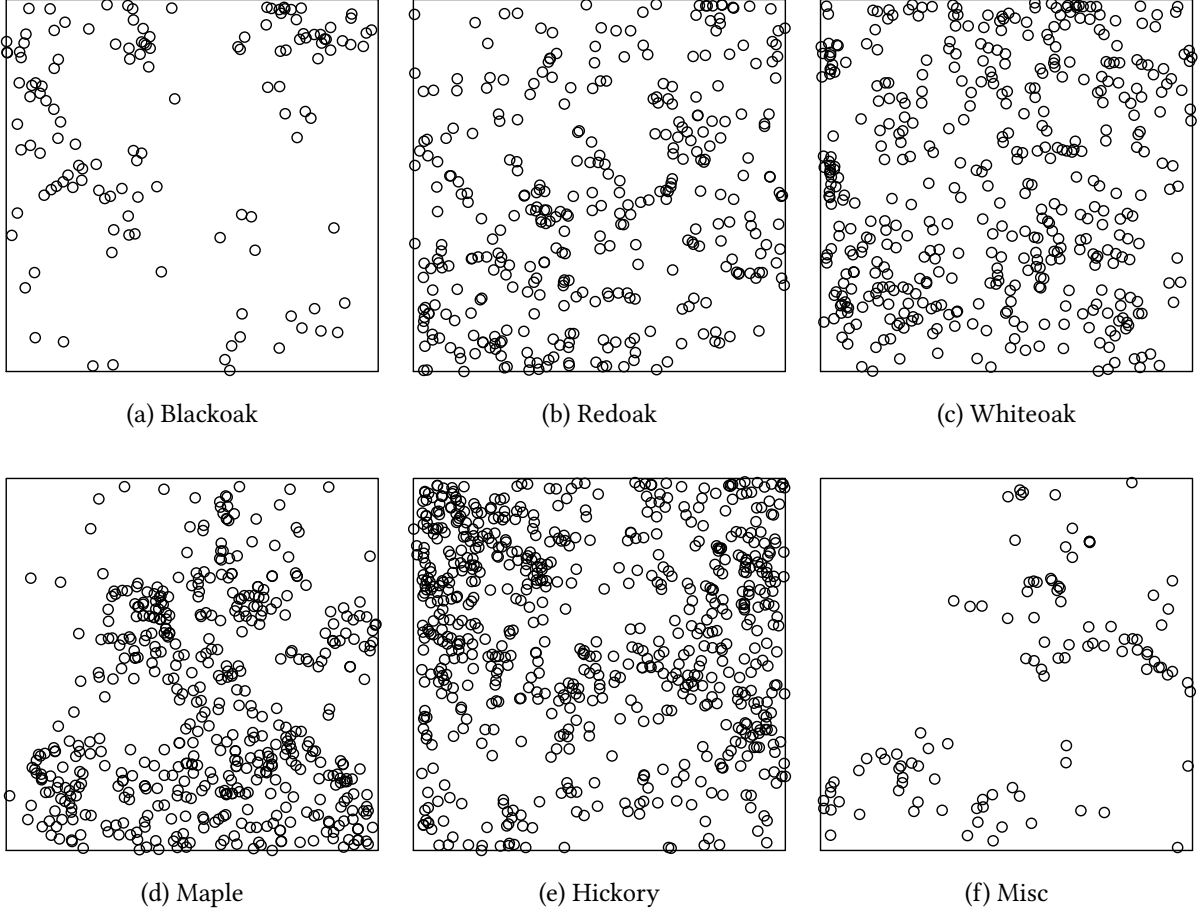 (a) Blackoak
(b) Redoak
(c) Whiteoak
(d) Maple
(e) Hickory
(f) Misc